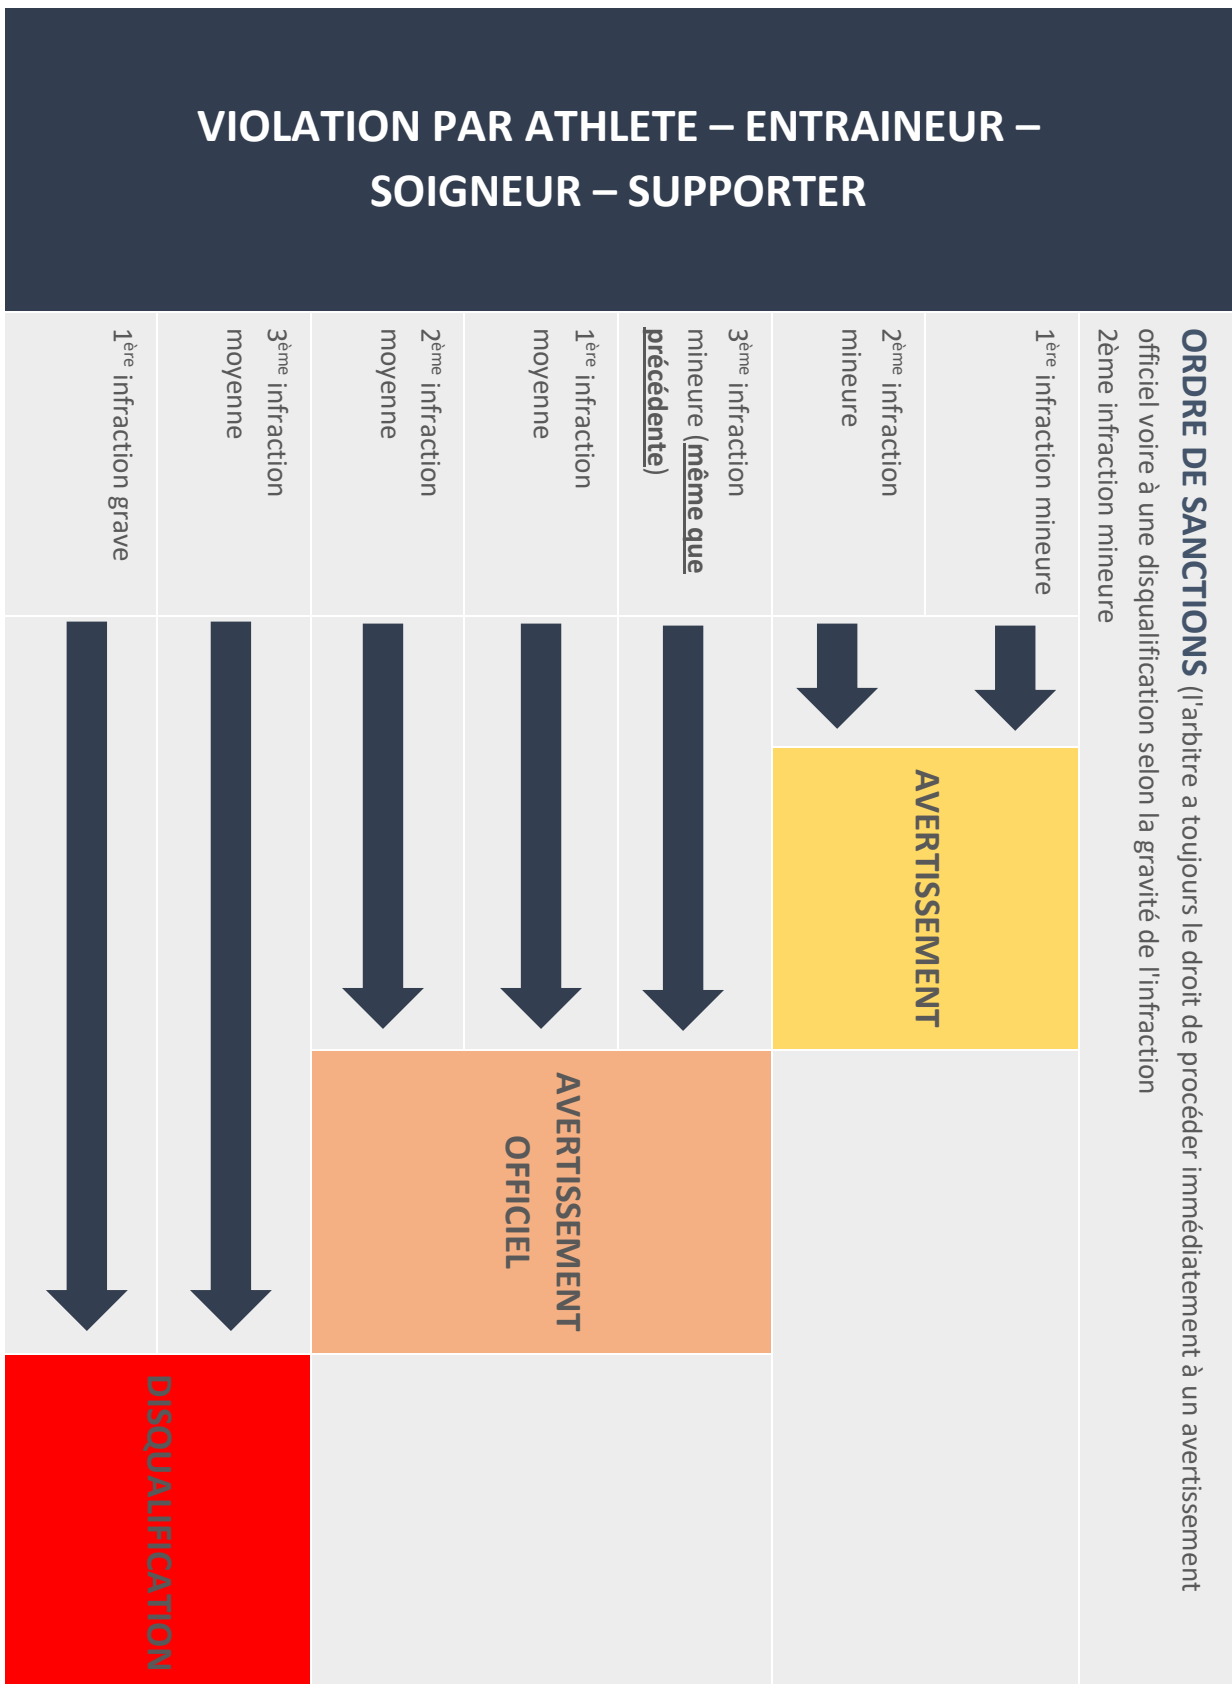 VIOLATION PAR ATHLETE – ENTRAINEUR –
SOIGNEUR – SUPPORTER
ORDRE DE SANCTIONS (l'arbitre a toujours le droit de procéder immédiatement à un avertissement
officiel voire à une disqualification selon la gravité de l'infraction
2ème infraction mineure
1ère infraction mineure
2ème infraction
mineure
AVERTISSEMENT
3ème infraction
mineure (même que
précédente)
1ère infraction
moyenne
2ème infraction
moyenne
AVERTISSEMENT
OFFICIEL
3ème infraction
moyenne
1ère infraction grave
DISQUALIFICATION